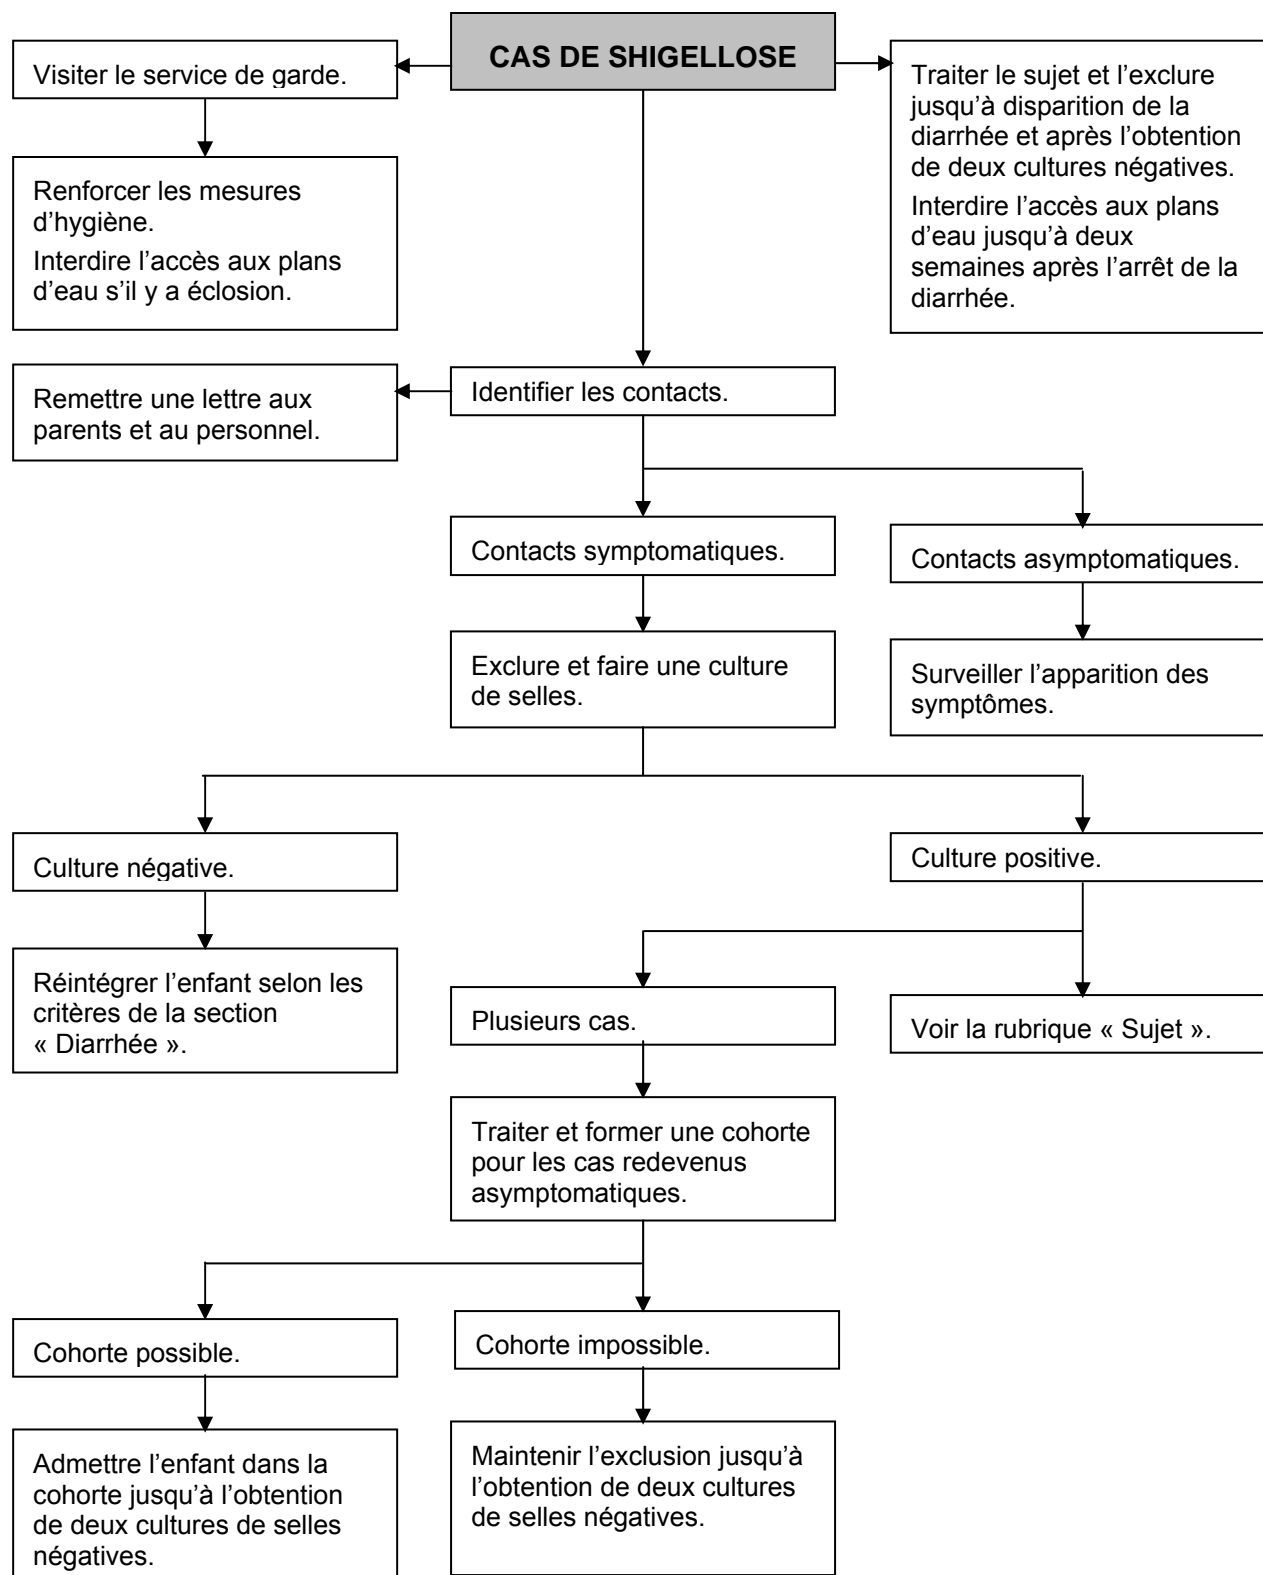 CAS DE SHIGELLOSE
Visiter le service de garde.
Traiter le sujet et l’exclure
jusqu’à disparition de la
diarrhée et après l’obtention
de deux cultures négatives.
Interdire l’accès aux plans
d’eau jusqu’à deux
semaines après l’arrêt de la
diarrhée.
Renforcer les mesures
d’hygiène.
Interdire l’accès aux plans
d’eau s’il y a éclosion.
Identifier les contacts.
Remettre une lettre aux
parents et au personnel.
Contacts symptomatiques.
Contacts asymptomatiques.
Exclure et faire une culture
de selles.
Surveiller l’apparition des
symptômes.
Culture négative.
Culture positive.
Réintégrer l’enfant selon les
critères de la section
« Diarrhée ».
Plusieurs cas.
Voir la rubrique « Sujet ».
Traiter et former une cohorte
pour les cas redevenus
asymptomatiques.
Cohorte possible.
Cohorte impossible.
Admettre l’enfant dans la
cohorte jusqu’à l’obtention
de deux cultures de selles
négatives.
Maintenir l’exclusion jusqu’à
l’obtention de deux cultures
de selles négatives.